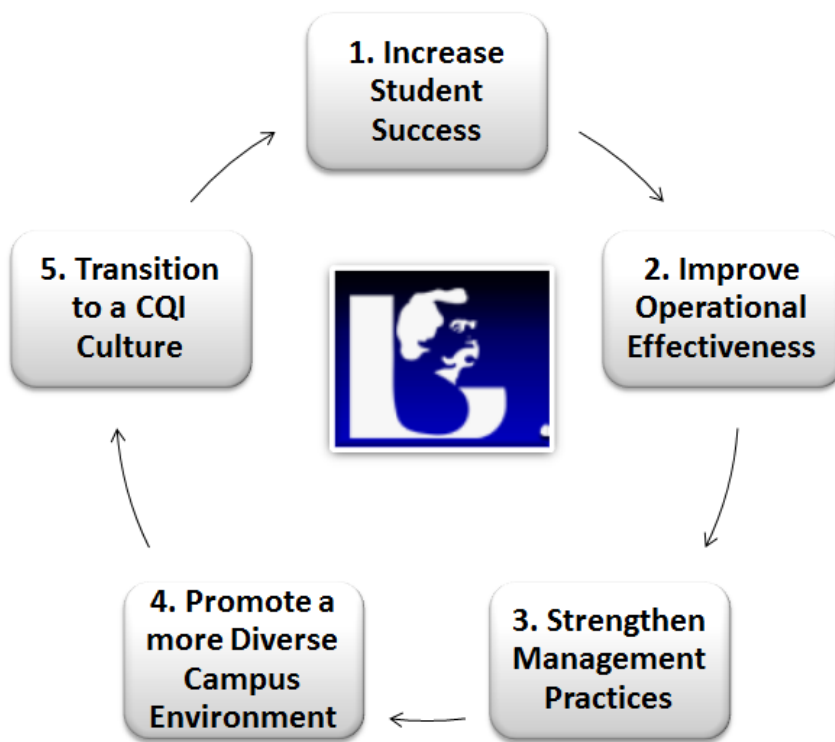 1. Increase
Student
Success
2. Improve
Operational
Effectiveness
3. Strengthen
Management
Practices
4. Promote a
more Diverse
Campus
Environment
5. Transition
to a CQI
Culture
L